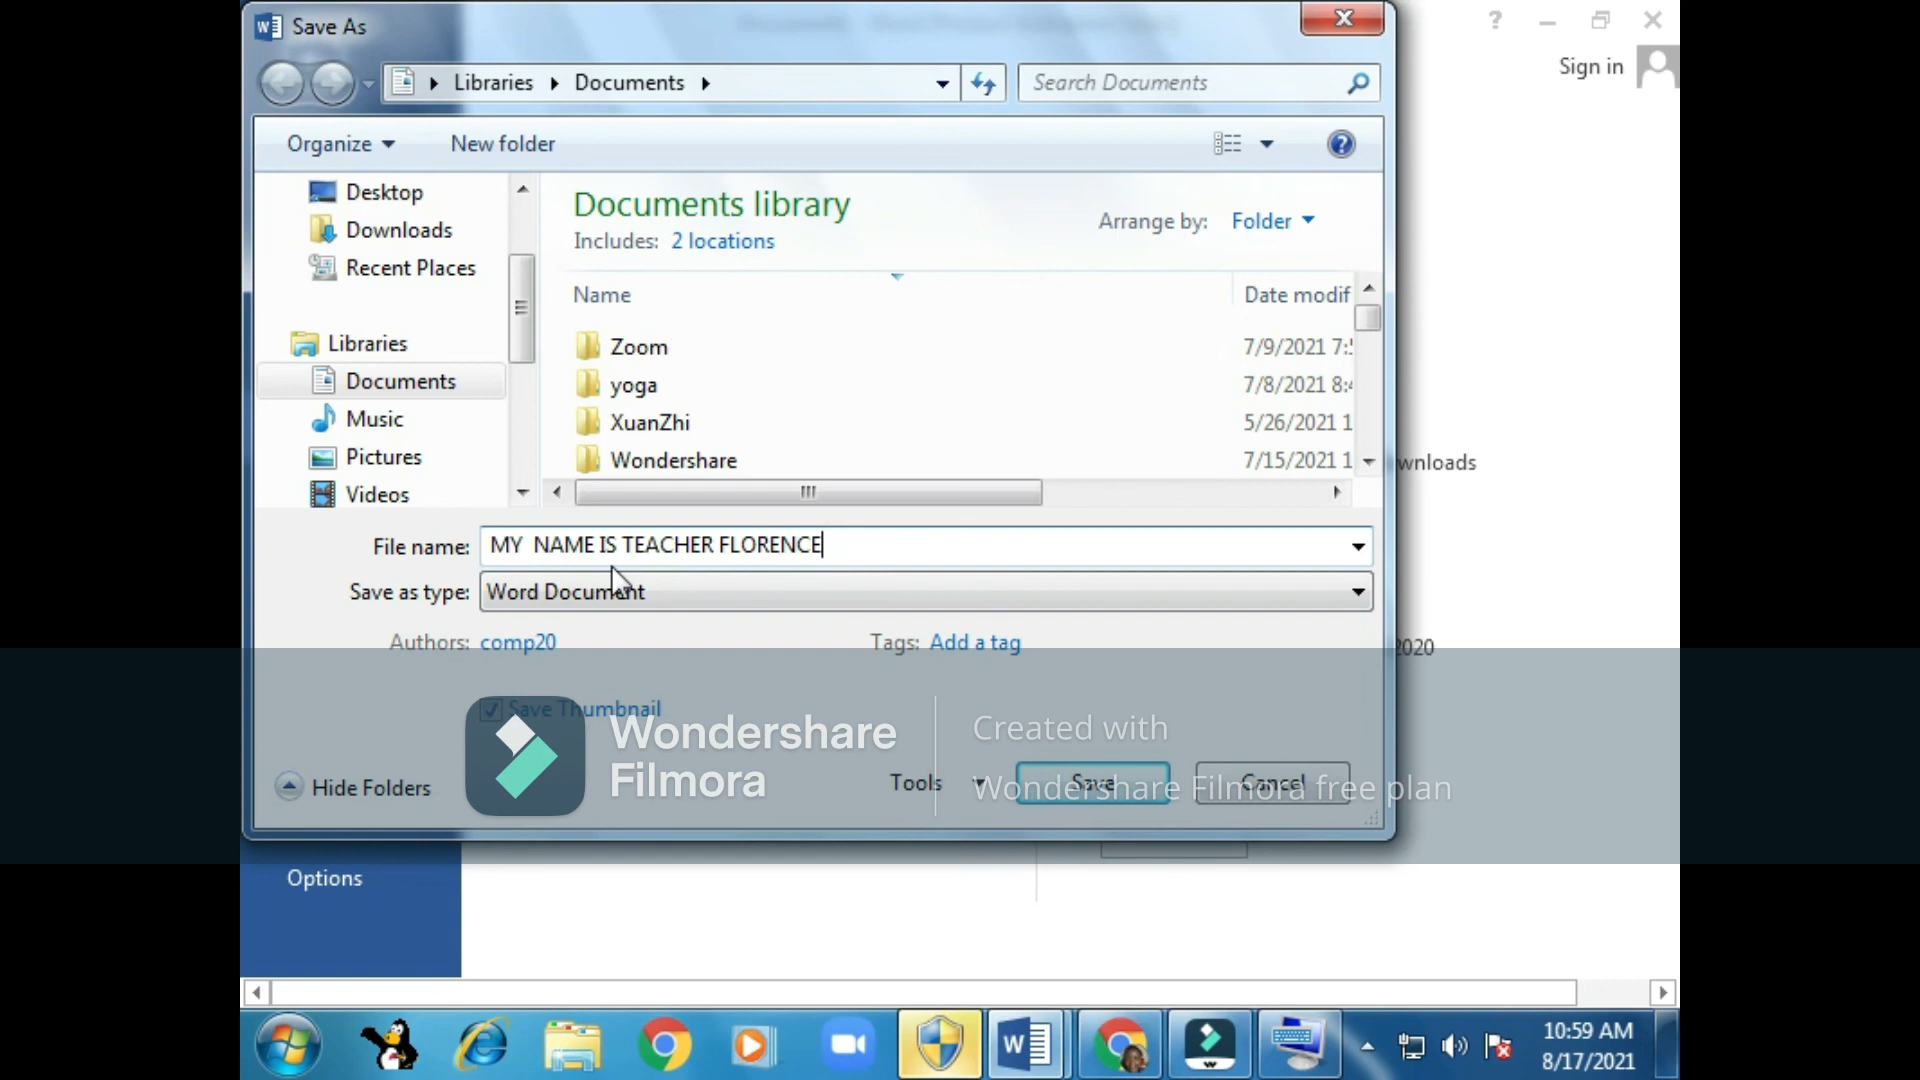 Save As
? 
Sign in
Libraries Documents
Search Documents
Organize New folder
Desktop
Downloads
Recent Places
Libraries
Documents
Music
Pictures
Videos
Documents library
Includes: 2 locations
Arrange by: Folder
Name Date modif
Zoom 7/9/2021 7:
yoga 7/8/2021 8:
XuanZhi 5/26/2021 1
Wondershare 7/15/2021 1
wnloads
File name: MY  NAME IS TEACHER FLORENCE
Save as type: Word Document
Authors: comp20 Tags: Add a tag
2020
Save Thumbnail
Wondershare
Filmora
Created with
Wondershare Filmora free plan
Hide Folders
Tools Save Cancel
Options
10:59 AM
8/17/2021